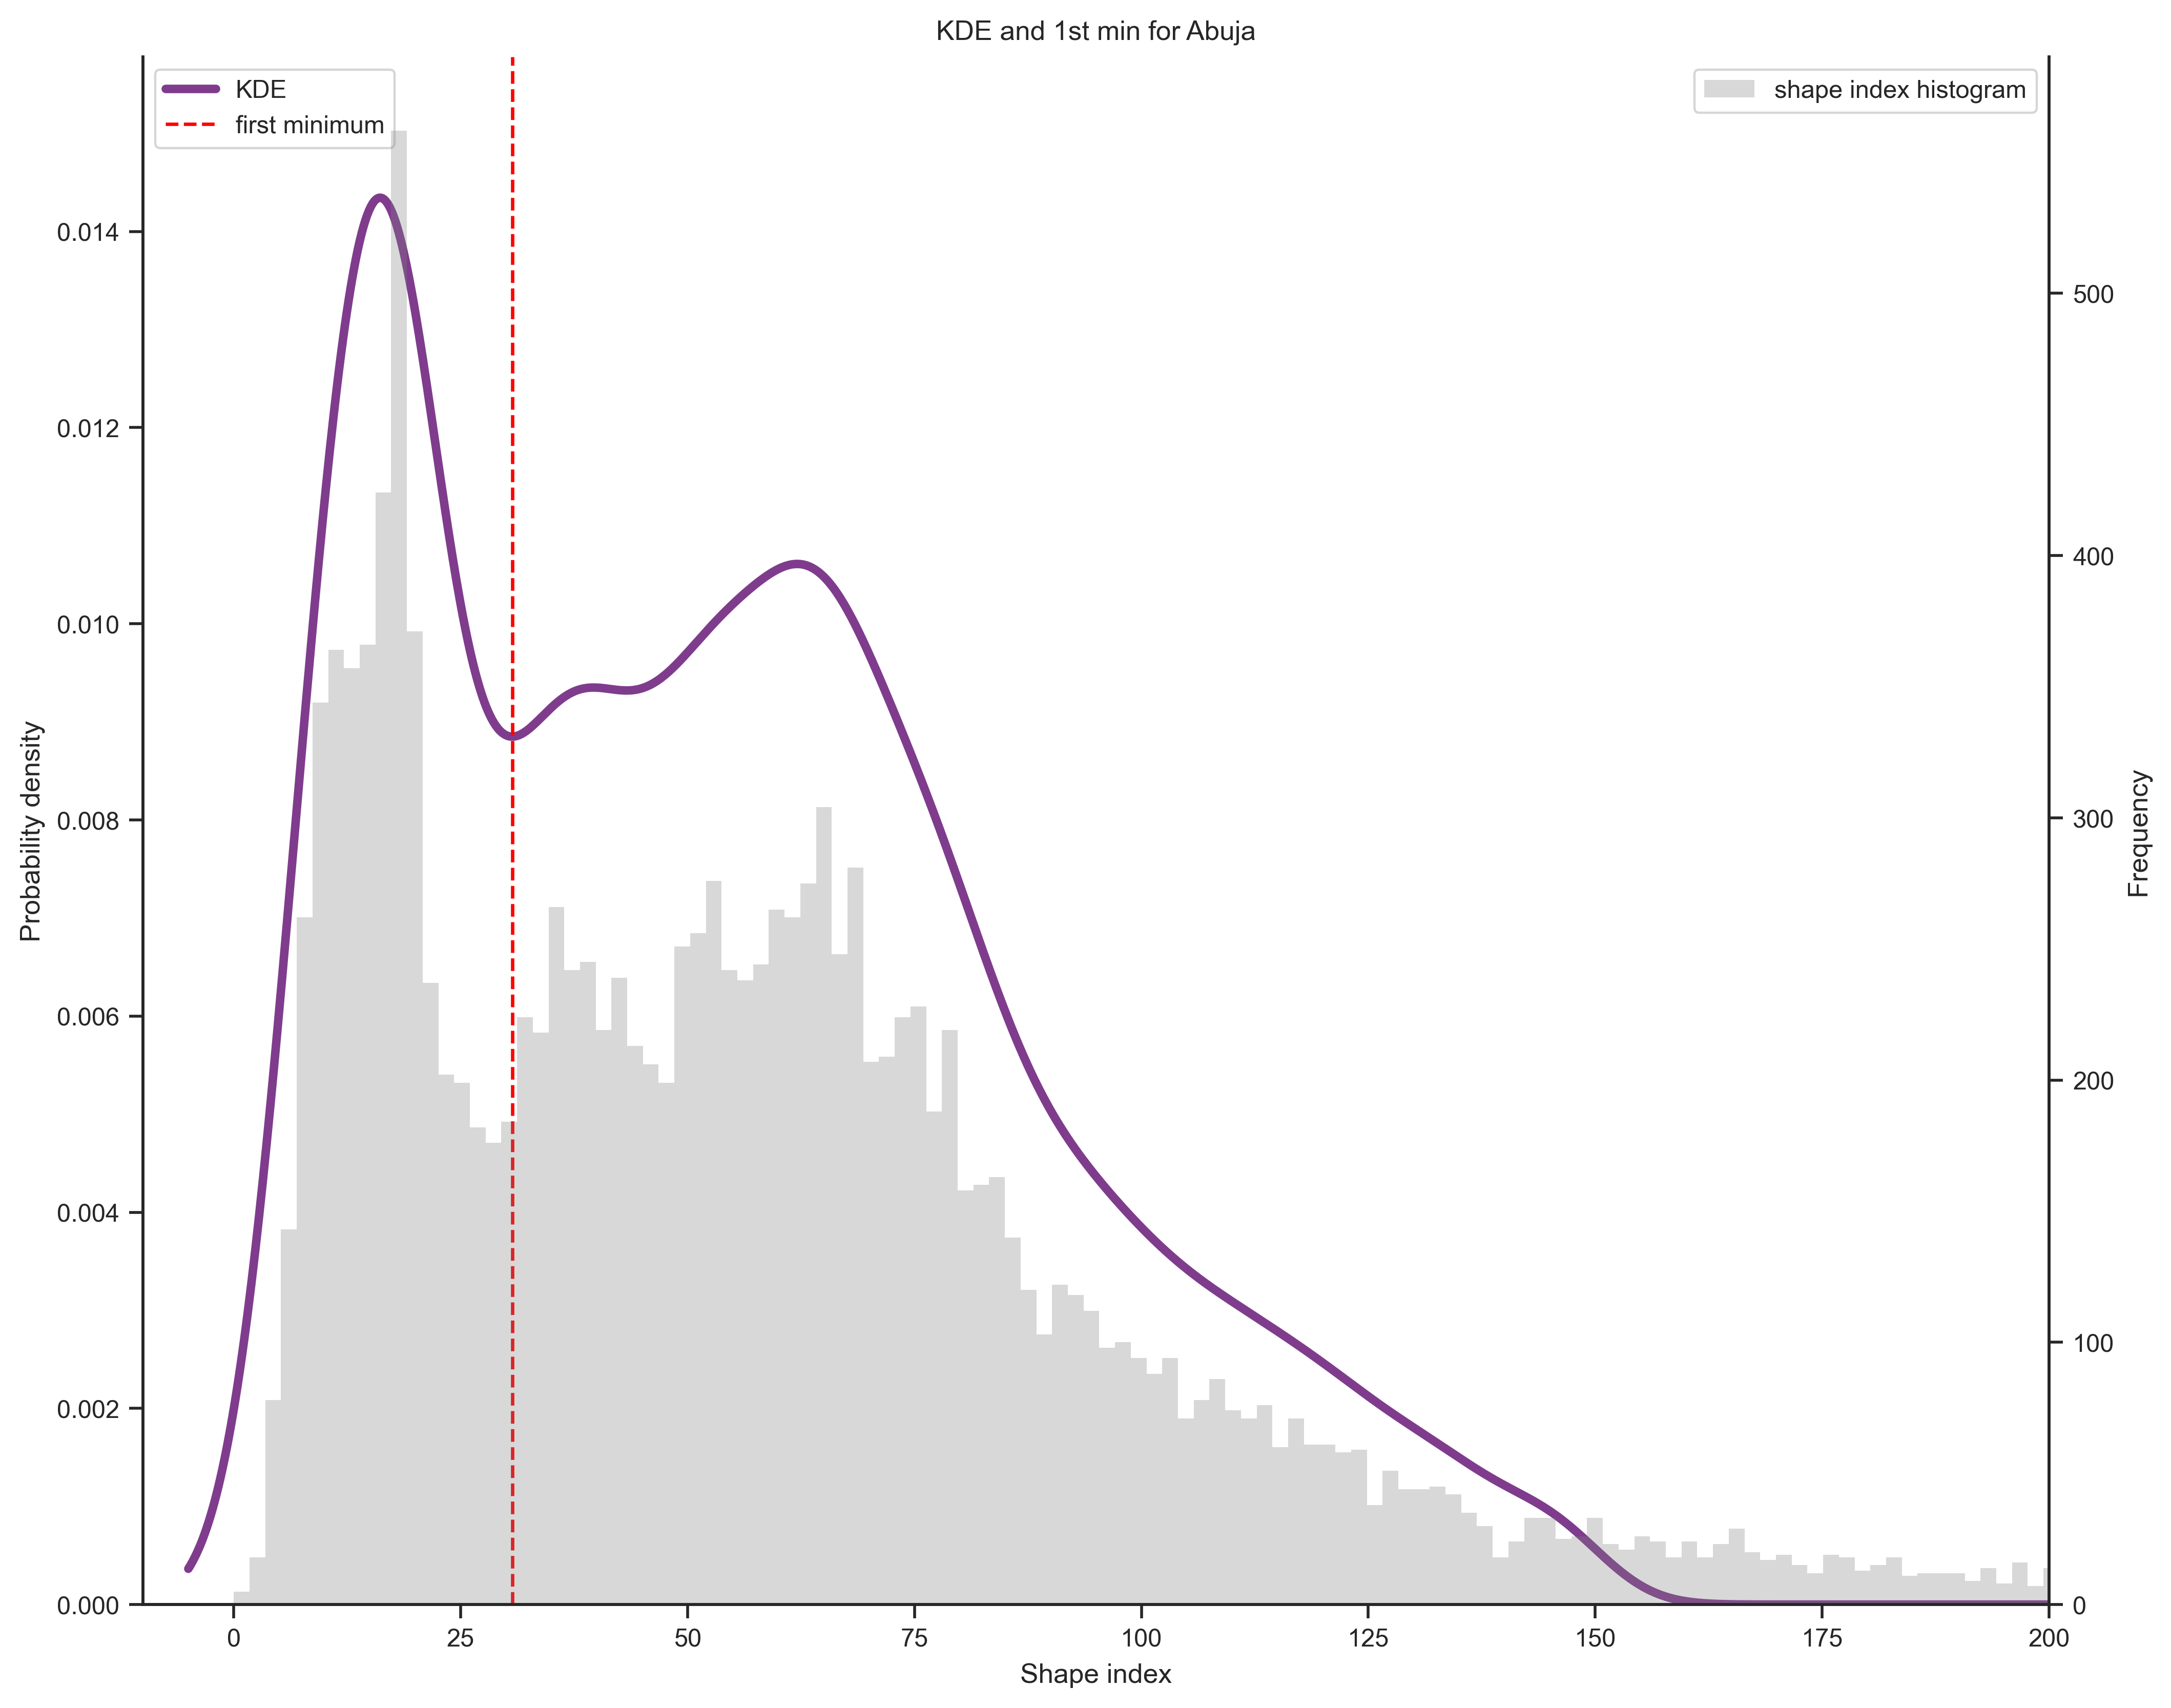 KDE and 1st min for Abuja
KDE
first minimum
shape index histogram
0.014
0.012
0.010
0.008
0.006
0.004
0.002
0.000
Probability density
500
400
300
200
100
0
Frequency
0 25 50 75 100 125 150 175 200
Shape index